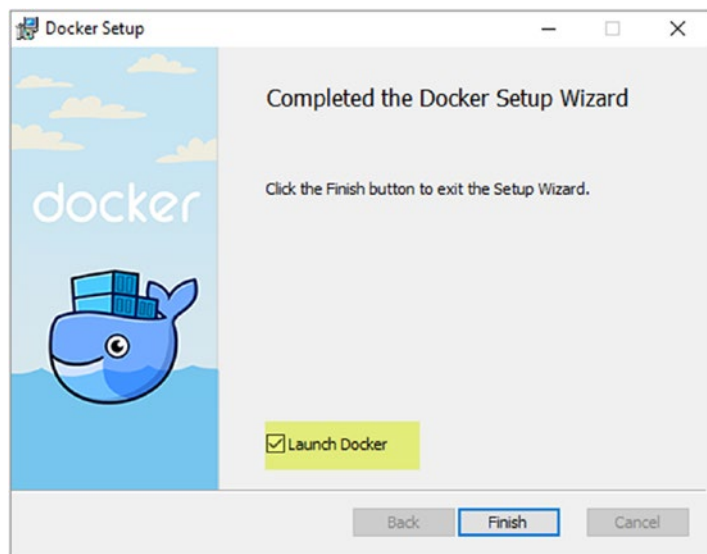 Docker Setup
Completed the Docker Setup Wizard
Click the Finish button to exit the Setup Wizard.
docker
Launch Docker
Back
Finish
Cancel